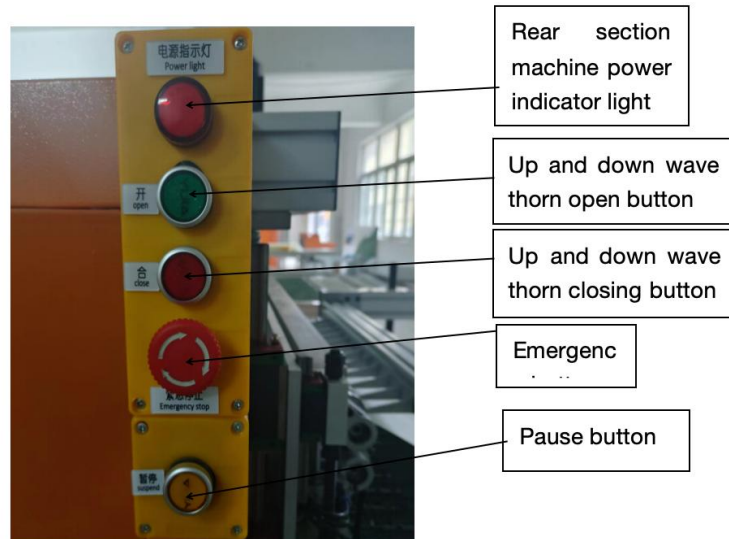 电源指示灯
Power light
Rear section
machine power
indicator light
开
open
Up and down wave
thorn open button
合
close
Up and down wave
thorn closing button
Emergency stop
Emergenc
暂停
suspend
Pause button